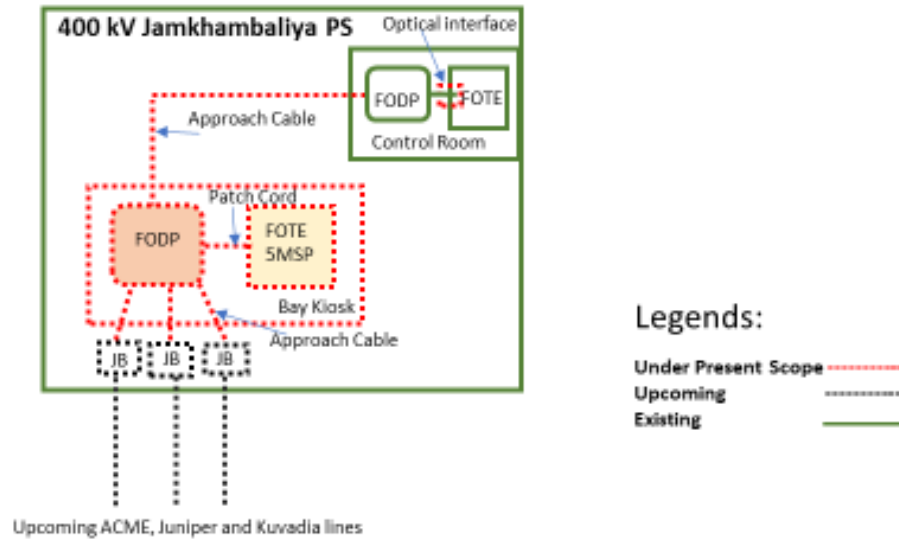 400 kV Jamkhambaliya PS
Optical interface
FODP
FOTE
Control Room
Approach Cable
Patch Cord
FODP
FOTE
5MSP
Bay Kiosk
Approach Cable
JB
JB
JB
Upcoming ACME, Juniper and Kuvadia lines
Legends:
Under Present Scope
Upcoming
Existing